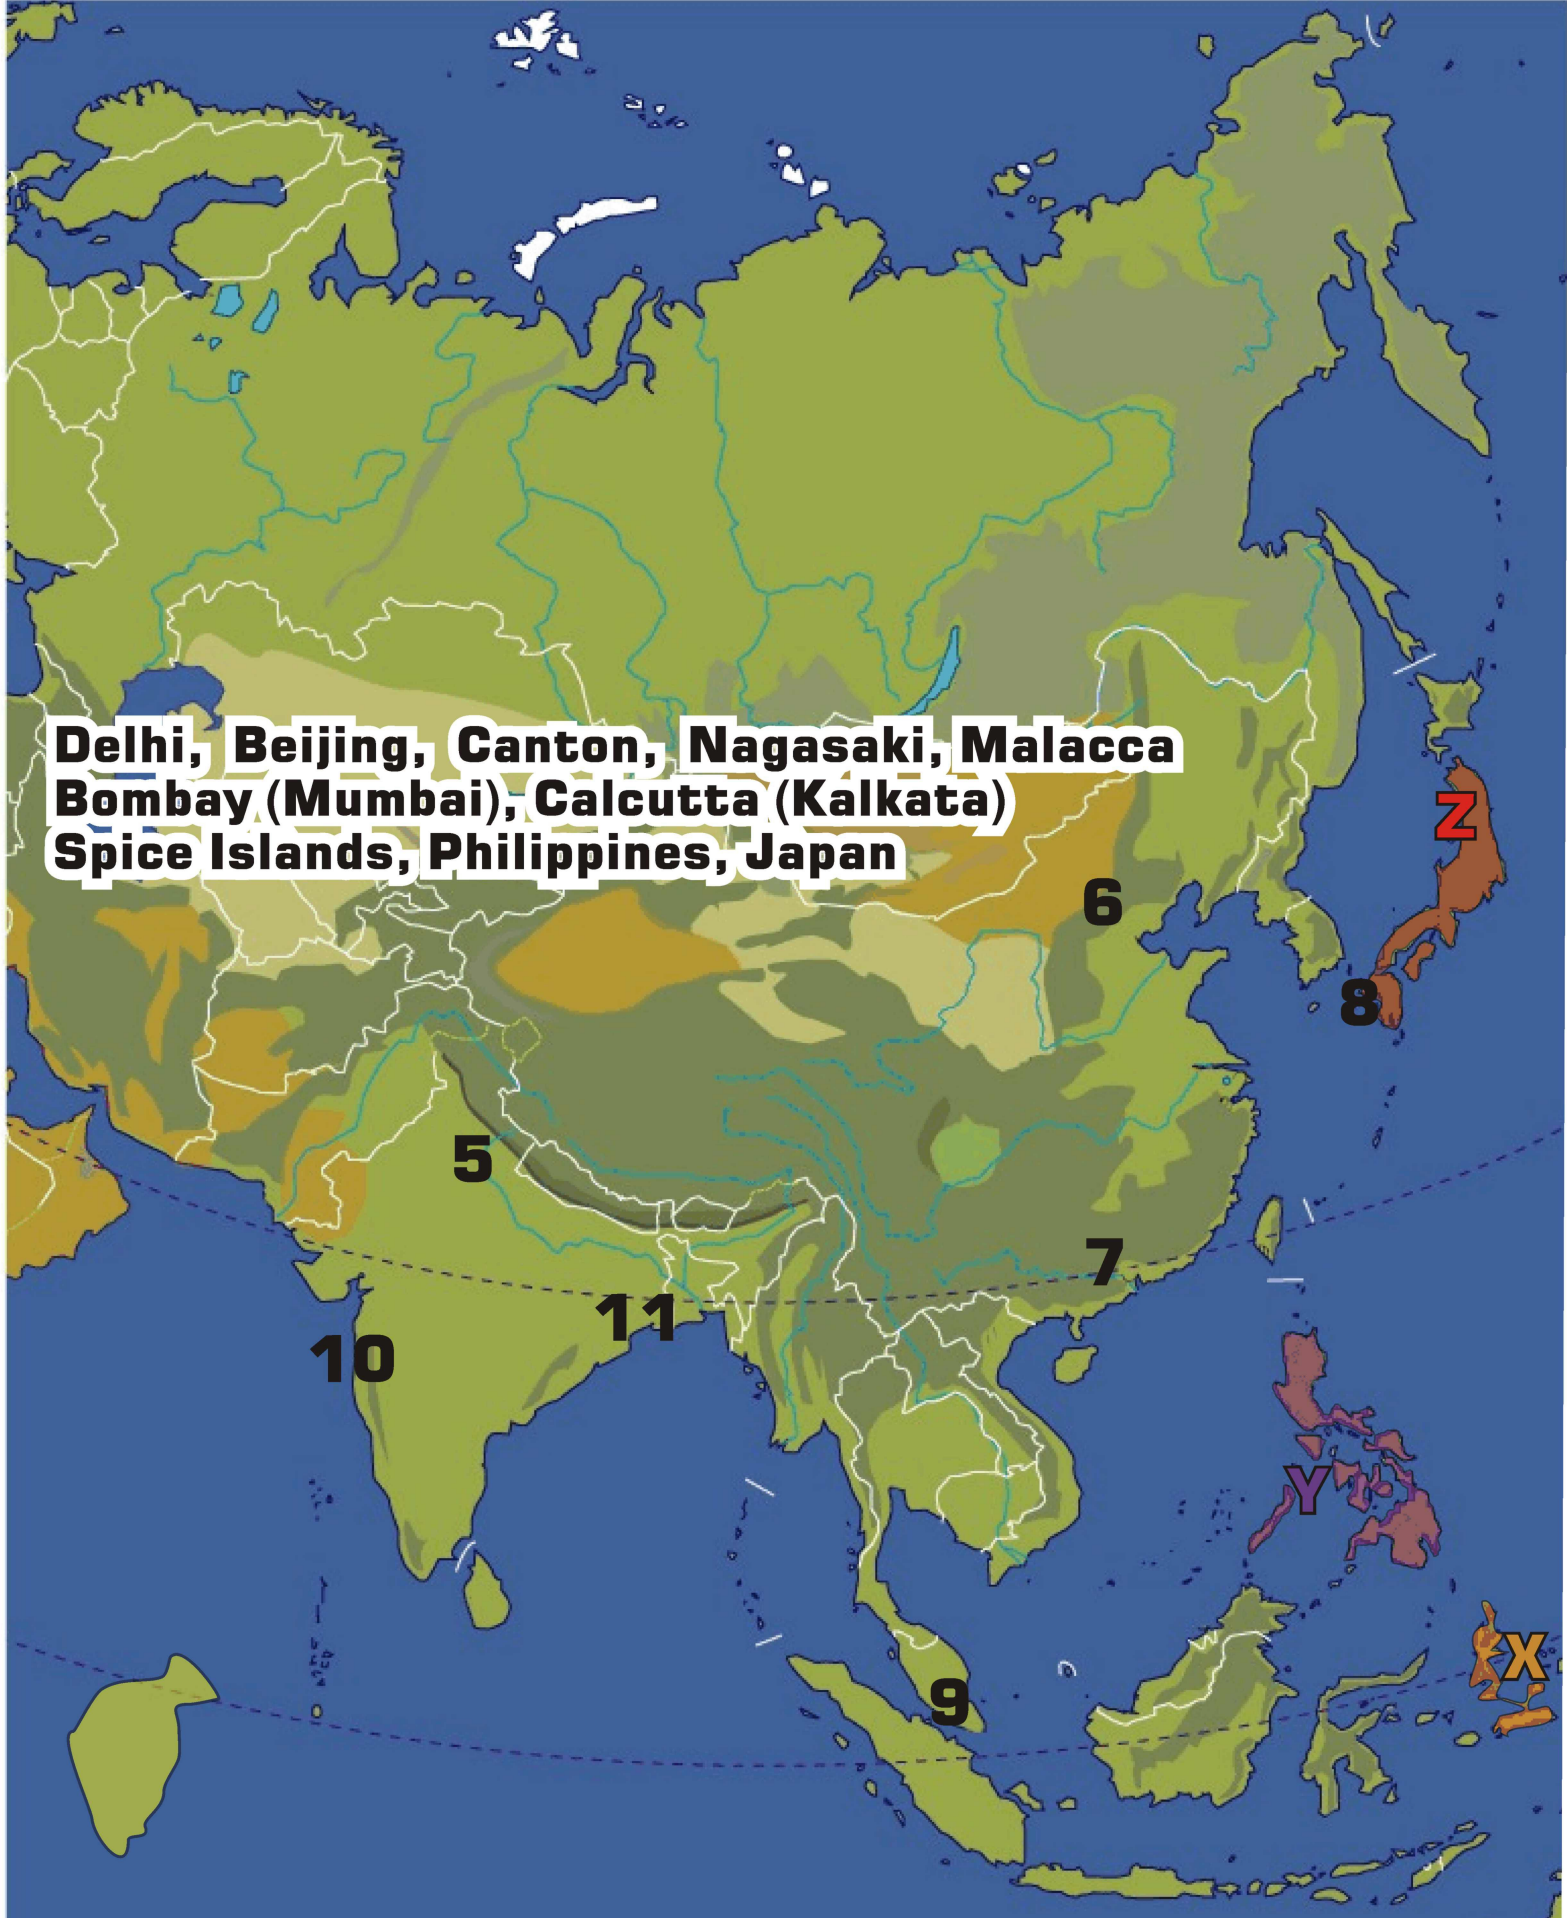 Delhi, Beijing, Canton, Nagasaki, Malacca
Bombay (Mumbai), Calcutta (Kalkata)
Spice Islands, Philippines, Japan
Z
6
8
5
7
11
10
Y
X
9